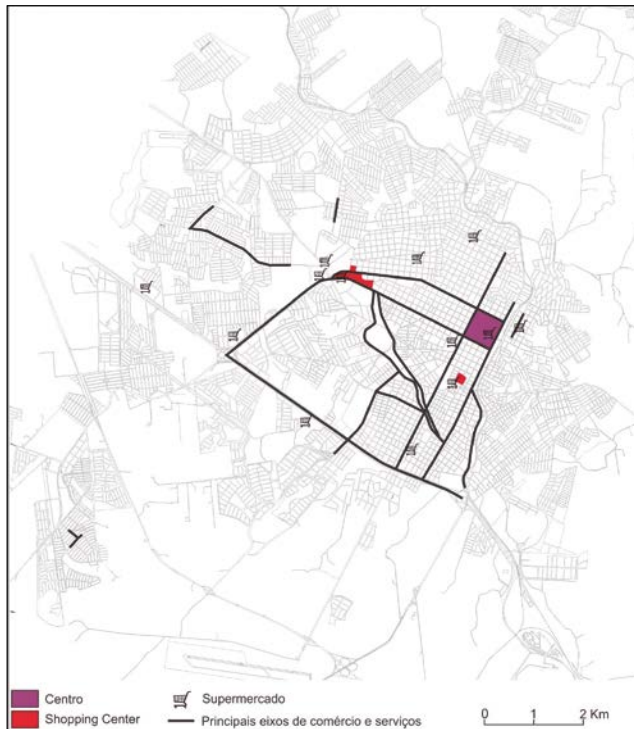 Centro
Shopping Center
Supermercado
Principais eixos de comércio e serviços
0 1 2 Km